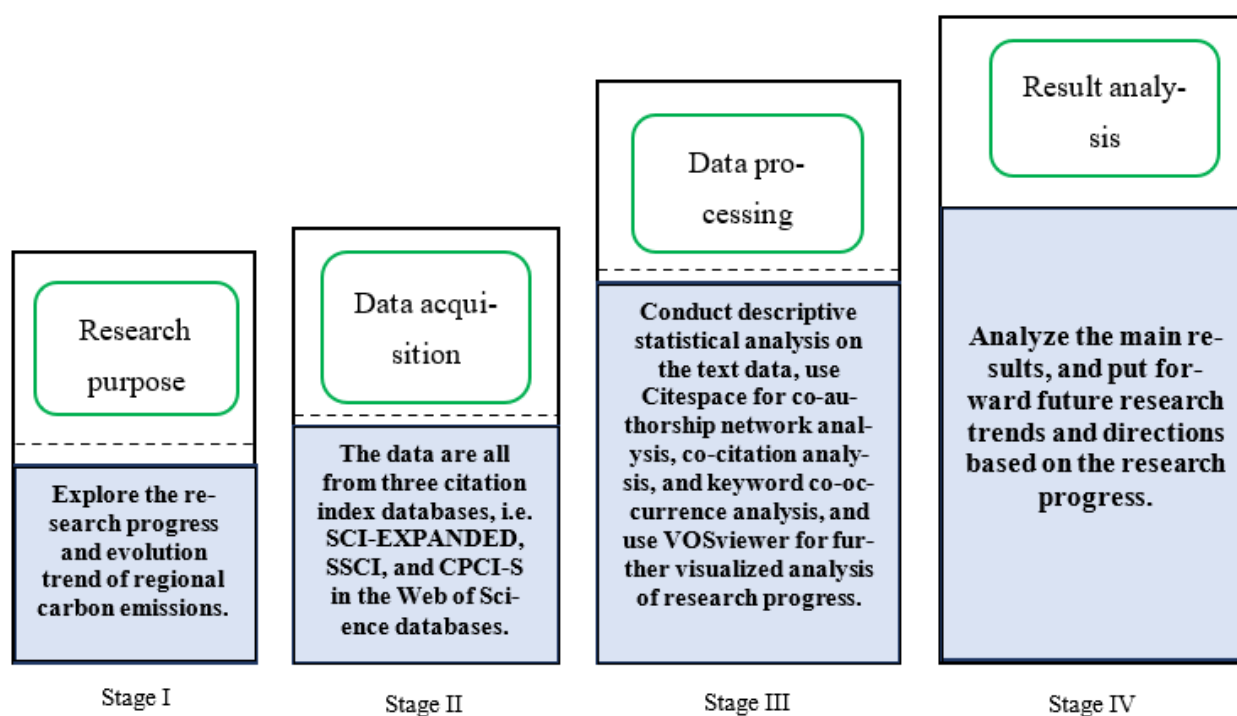 Research
purpose
Explore the re-
search progress
and evolution
trend of regional
carbon emissions.
Stage I
Data acqui-
sition
The data are all
from three citation
index databases, i.e.
SCI-EXPANDED,
SSCI, and CPCI-S
in the Web of Sci-
ence databases.
Stage II
Data pro-
cessing
Conduct descriptive
statistical analysis on
the text data, use
Citespace for co-au-
thorship network anal-
ysis, co-citation analy-
sis, and keyword co-oc-
currence analysis, and
use VOSviewer for fur-
ther visualized analysis
of research progress.
Stage III
Result analy-
sis
Analyze the main re-
sults, and put for-
ward future research
trends and directions
based on the research
progress.
Stage IV